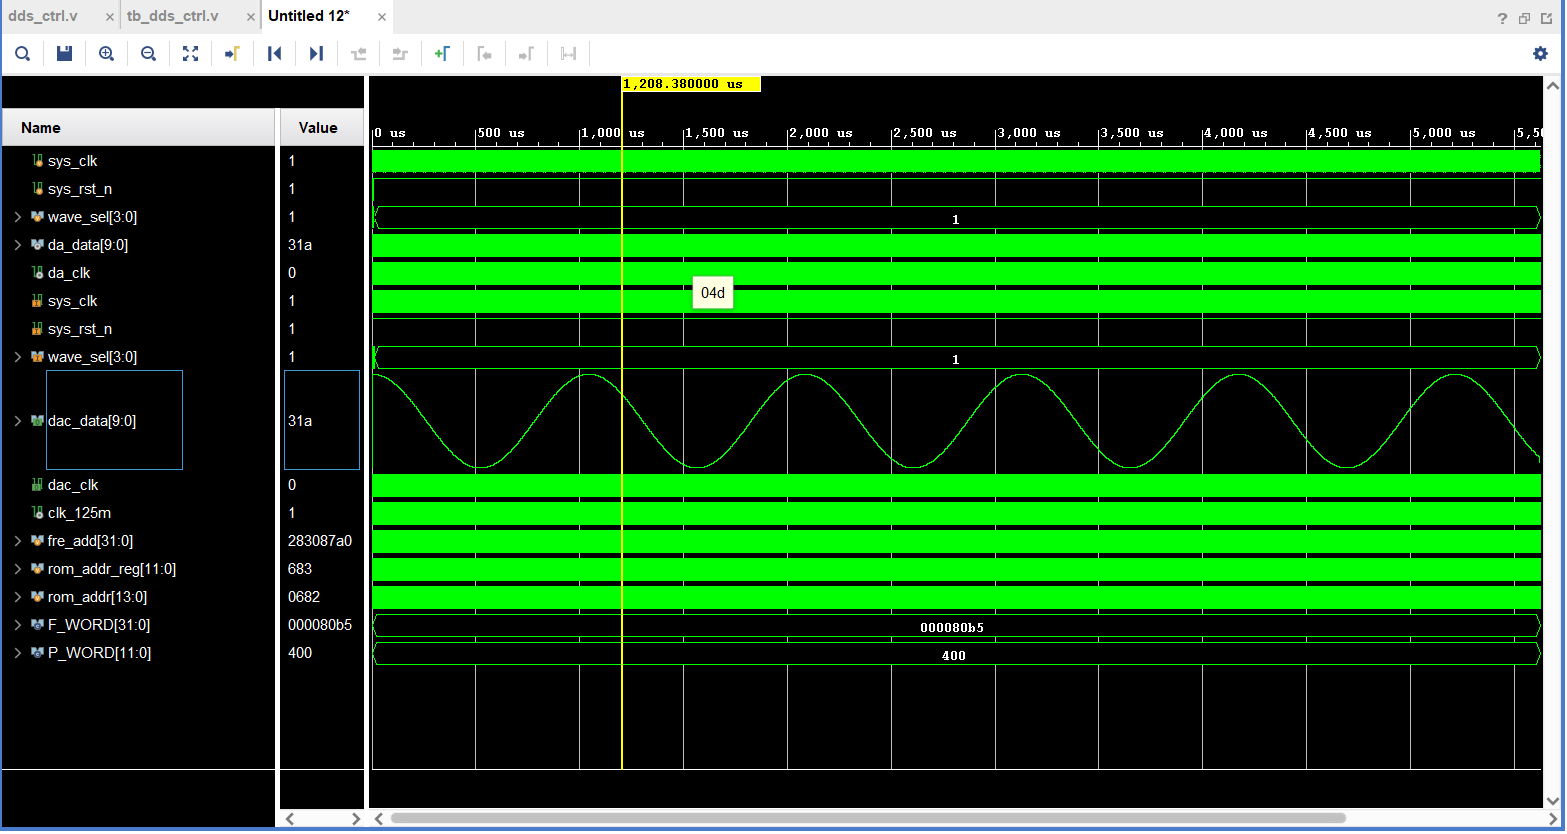 dds_ctrl.v × tb_dds_ctrl.v × Untitled 12* ×
?
1,208.380000 us
Name Value 0 us 500 us 1,000 us 1,500 us 2,000 us 2,500 us 3,000 us 3,500 us 4,000 us 4,500 us 5,000 us 5,50
sys_clk 1
sys_rst_n 1
wave_sel[3:0] 1 1
da_data[9:0] 31a
da_clk 0
04d
sys_clk 1
sys_rst_n 1
wave_sel[3:0] 1 1
dac_data[9:0] 31a
dac_clk 0
clk_125m 1
fre_add[31:0] 283087a0
rom_addr_reg[11:0] 683
rom_addr[13:0] 0682
F_WORD[31:0] 000080b5 000080b5
P_WORD[11:0] 400 400